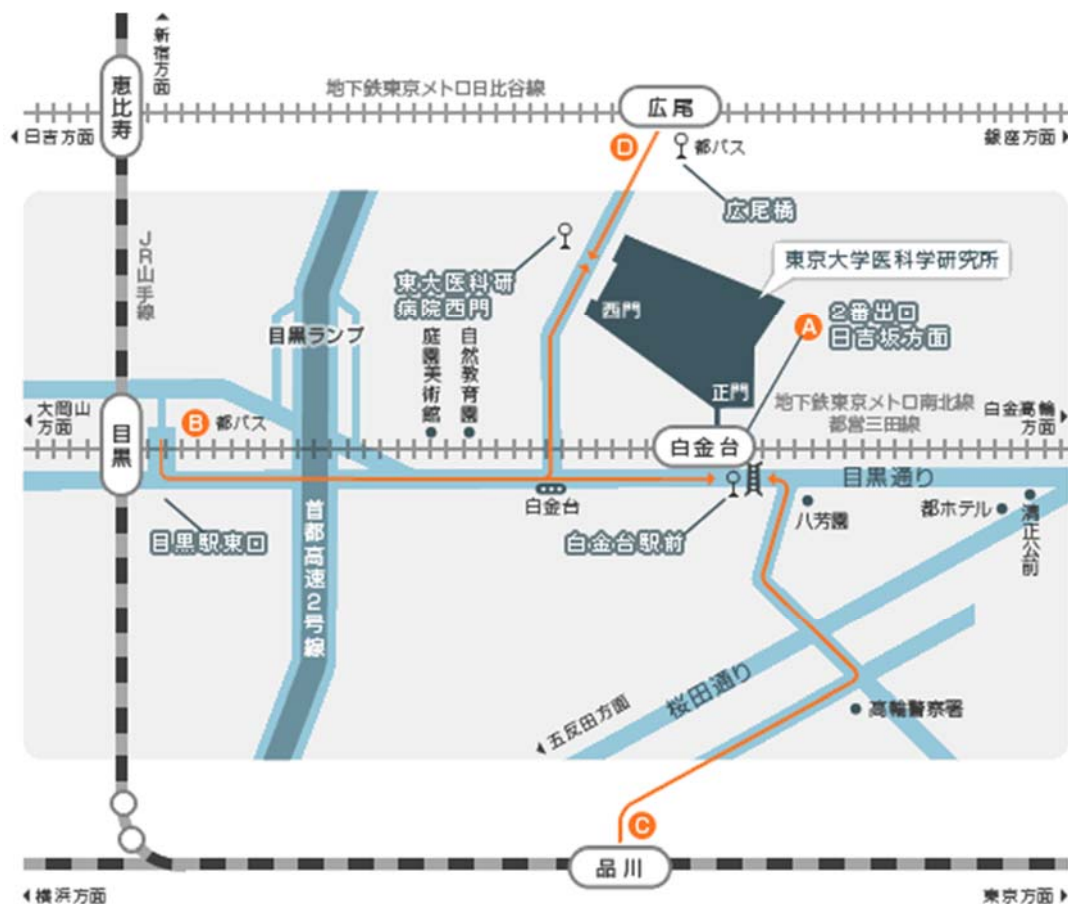 新宿方面
恵比寿
地下鉄東京メトロ日比谷線
広尾
日吉方面
銀座方面
D
都バス
広尾橋
JR山手線
東大医科研
病院西門
東京大学医科学研究所
西門
A
2番出口
日吉坂方面
目黒ランプ
庭園美術館
自然教育園
正門
地下鉄東京メトロ南北線
都営三田線
白金高輪
方面
大岡山
方面
目黒
B
都バス
白金台
目黒通り
白金台
八芳園
都ホテル
清正公前
目黒駅東口
白金台駅前
首都高速2号線
桜田通り
五反田方面
高輪警察署
C
品川
横浜方面
東京方面